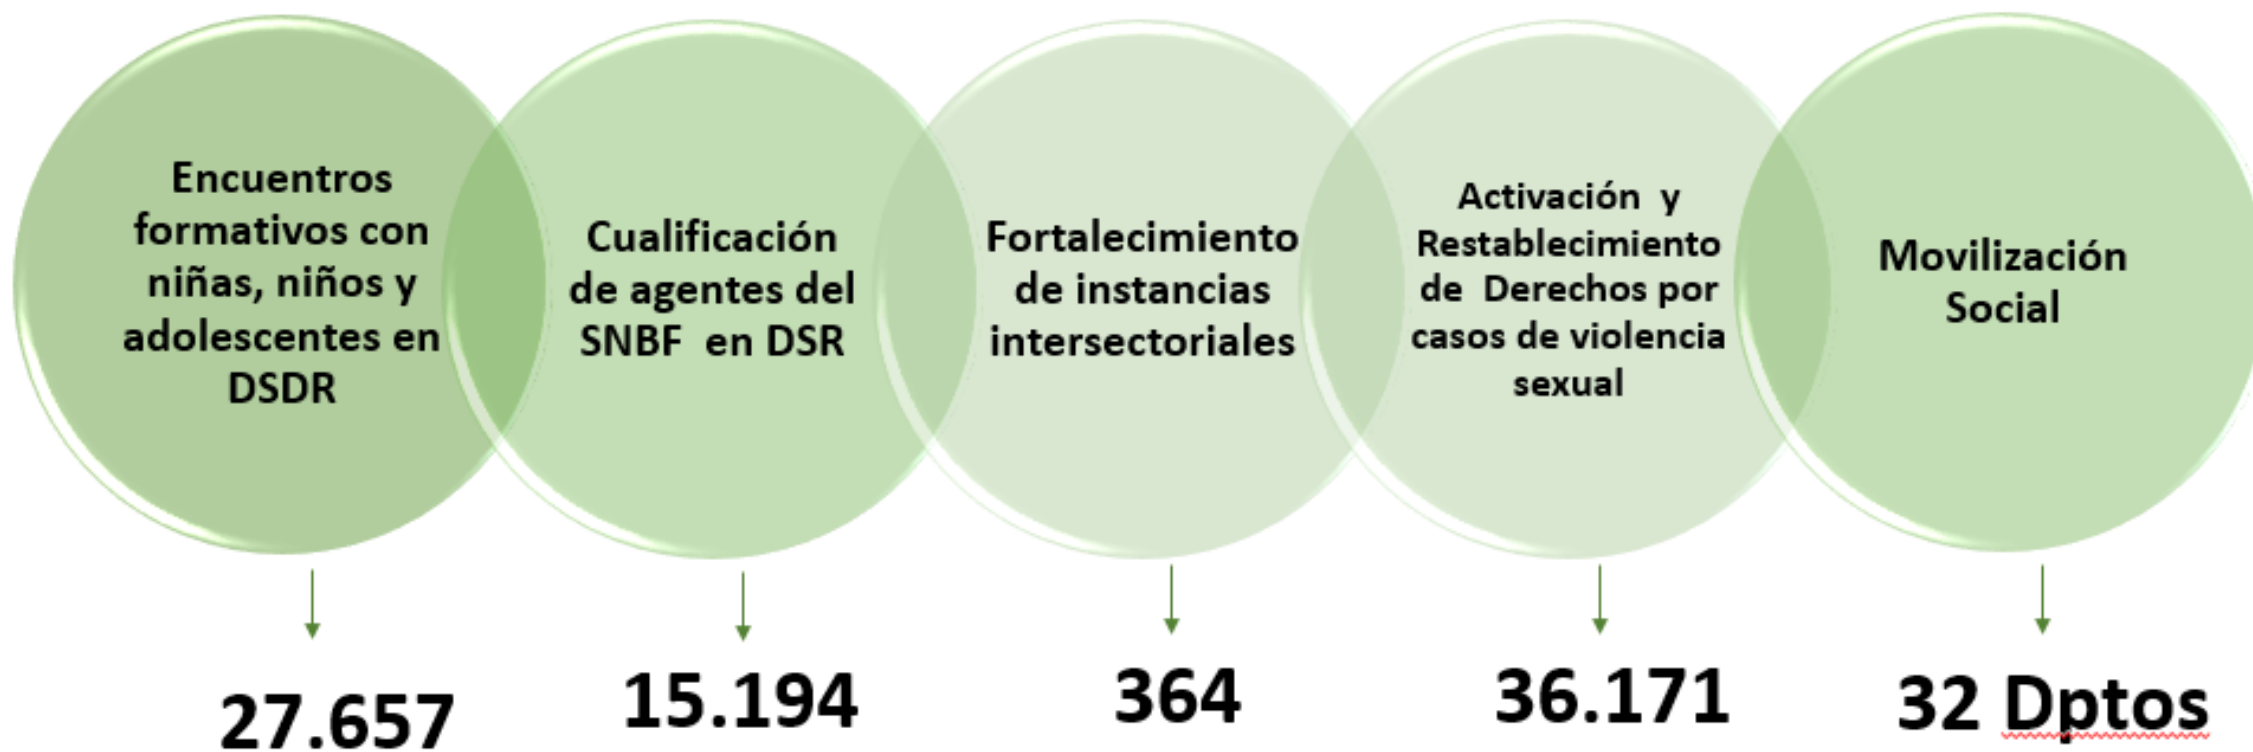 Encuentros
formativos con
niñas, niños y
adolescentes en
DSDR
Cualificación
de agentes del
SNBF en DSR
Fortalecimiento
de instancias
intersectoriales
Activación y
Restablecimiento
de Derechos por
casos de violencia
sexual
Movilización
Social
27.657
15.194
364
36.171
32 Dptos